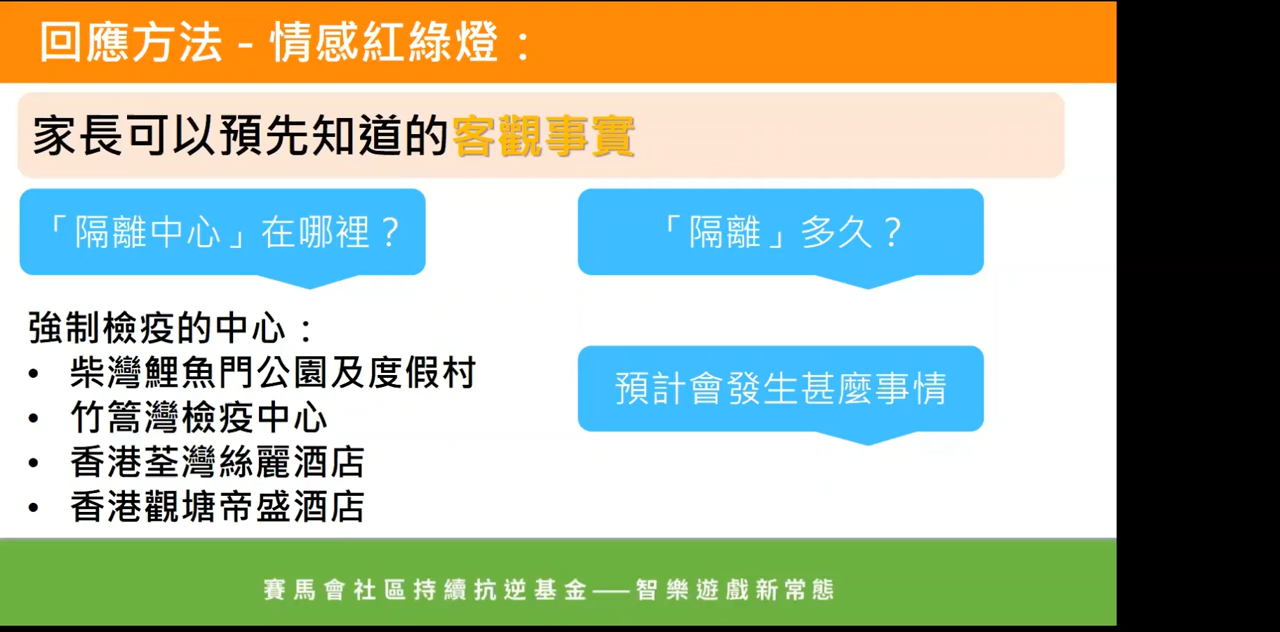 回應方法 - 情感紅綠燈：
家長可以預先知道的客觀事實
「隔離中心」在哪裡？
強制檢疫的中心：
• 柴灣鯉魚門公園及度假村
• 竹篙灣檢疫中心
• 香港荃灣絲麗酒店
• 香港觀塘帝盛酒店
「隔離」多久？
預計會發生甚麼事情
賽馬會社區持續抗逆基金——智樂遊戲新常態